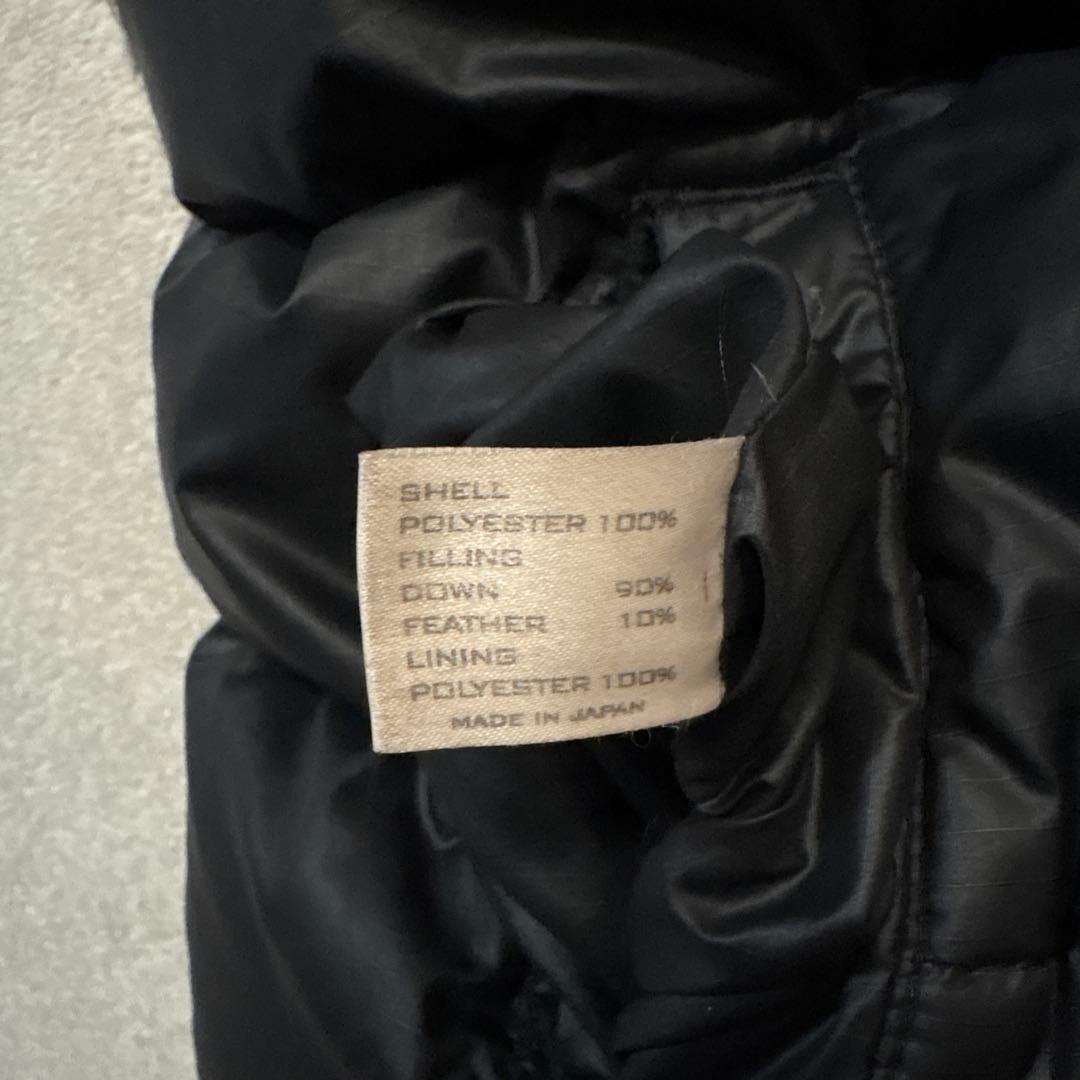 SHELL
POLYESTER 100%
FILLING
DOWN 90%
FEATHER 10%
LINING
POLYESTER 100%
MADE IN JAPAN